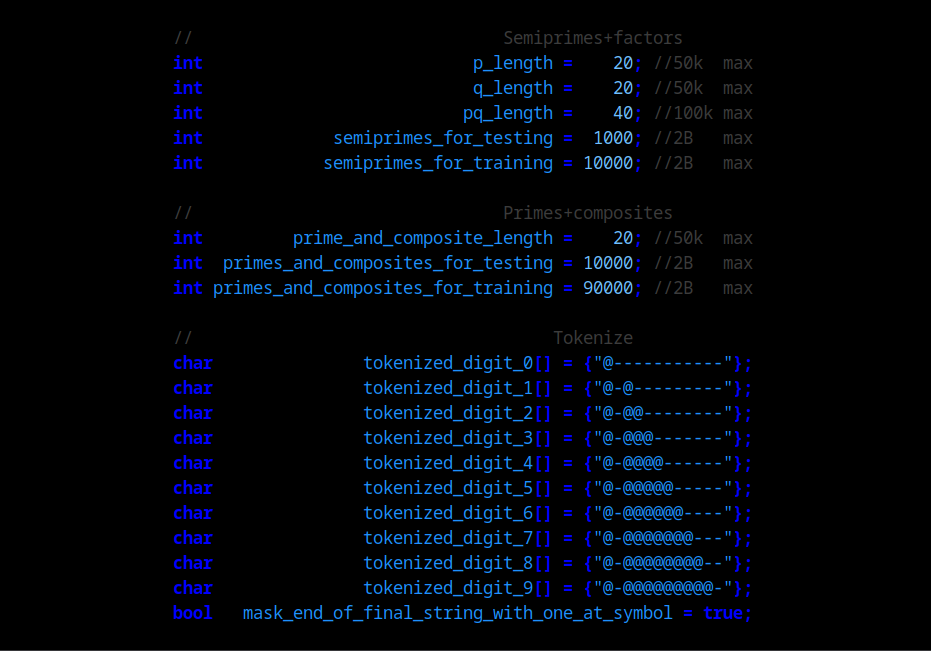 // Semiprimes+factors
int p_length = 20; //50k max
int q_length = 20; //50k max
int pq_length = 40; //100k max
int semiprimes_for_testing = 1000; //2B max
int semiprimes_for_training = 10000; //2B max
// Primes+composites
int prime_and_composite_length = 20; //50k max
int primes_and_composites_for_testing = 10000; //2B max
int primes_and_composites_for_training = 90000; //2B max
// Tokenize
char tokenized_digit_0[] = {"@-----------"};
char tokenized_digit_1[] = {"@-@---------"};
char tokenized_digit_2[] = {"@-@@--------"};
char tokenized_digit_3[] = {"@-@@@-------"};
char tokenized_digit_4[] = {"@-@@@@------"};
char tokenized_digit_5[] = {"@-@@@@@-----"};
char tokenized_digit_6[] = {"@-@@@@@@----"};
char tokenized_digit_7[] = {"@-@@@@@@@---"};
char tokenized_digit_8[] = {"@-@@@@@@@@--"};
char tokenized_digit_9[] = {"@-@@@@@@@@@-"};
bool mask_end_of_final_string_with_one_at_symbol = true;